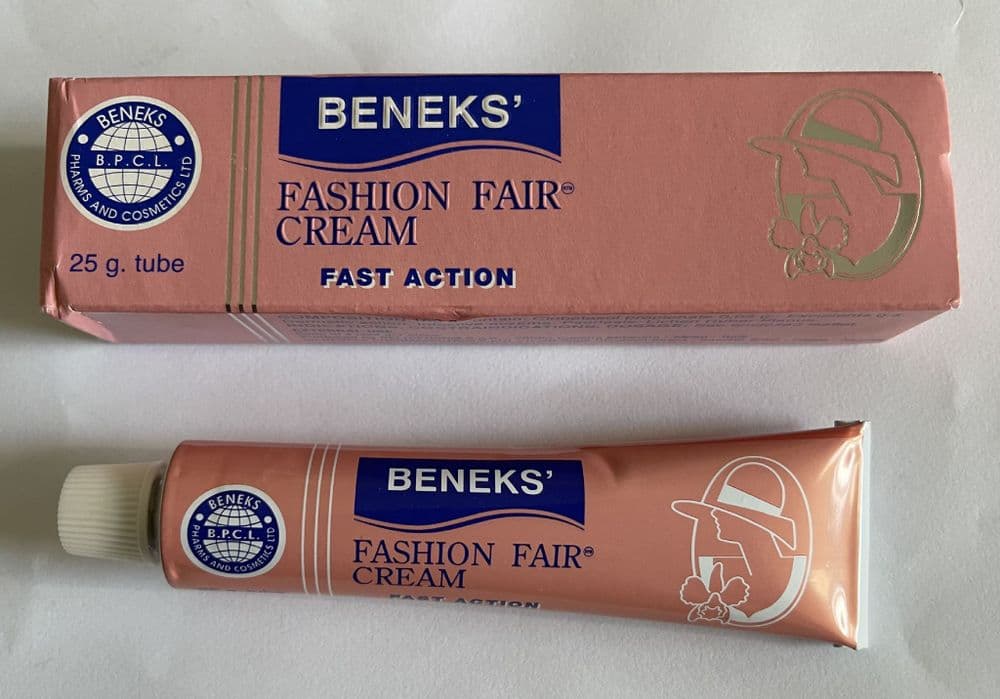 BENEKS
B.P.C.L.
PHARMS AND COSMETICS LTD
25 g. tube
BENEKS’
FASHION FAIR
CREAM
FAST ACTION
BENEKS
B.P.C.L.
PHARMS AND COSMETICS LTD
BENEKS’
FASHION FAIR
CREAM
FAST ACTION